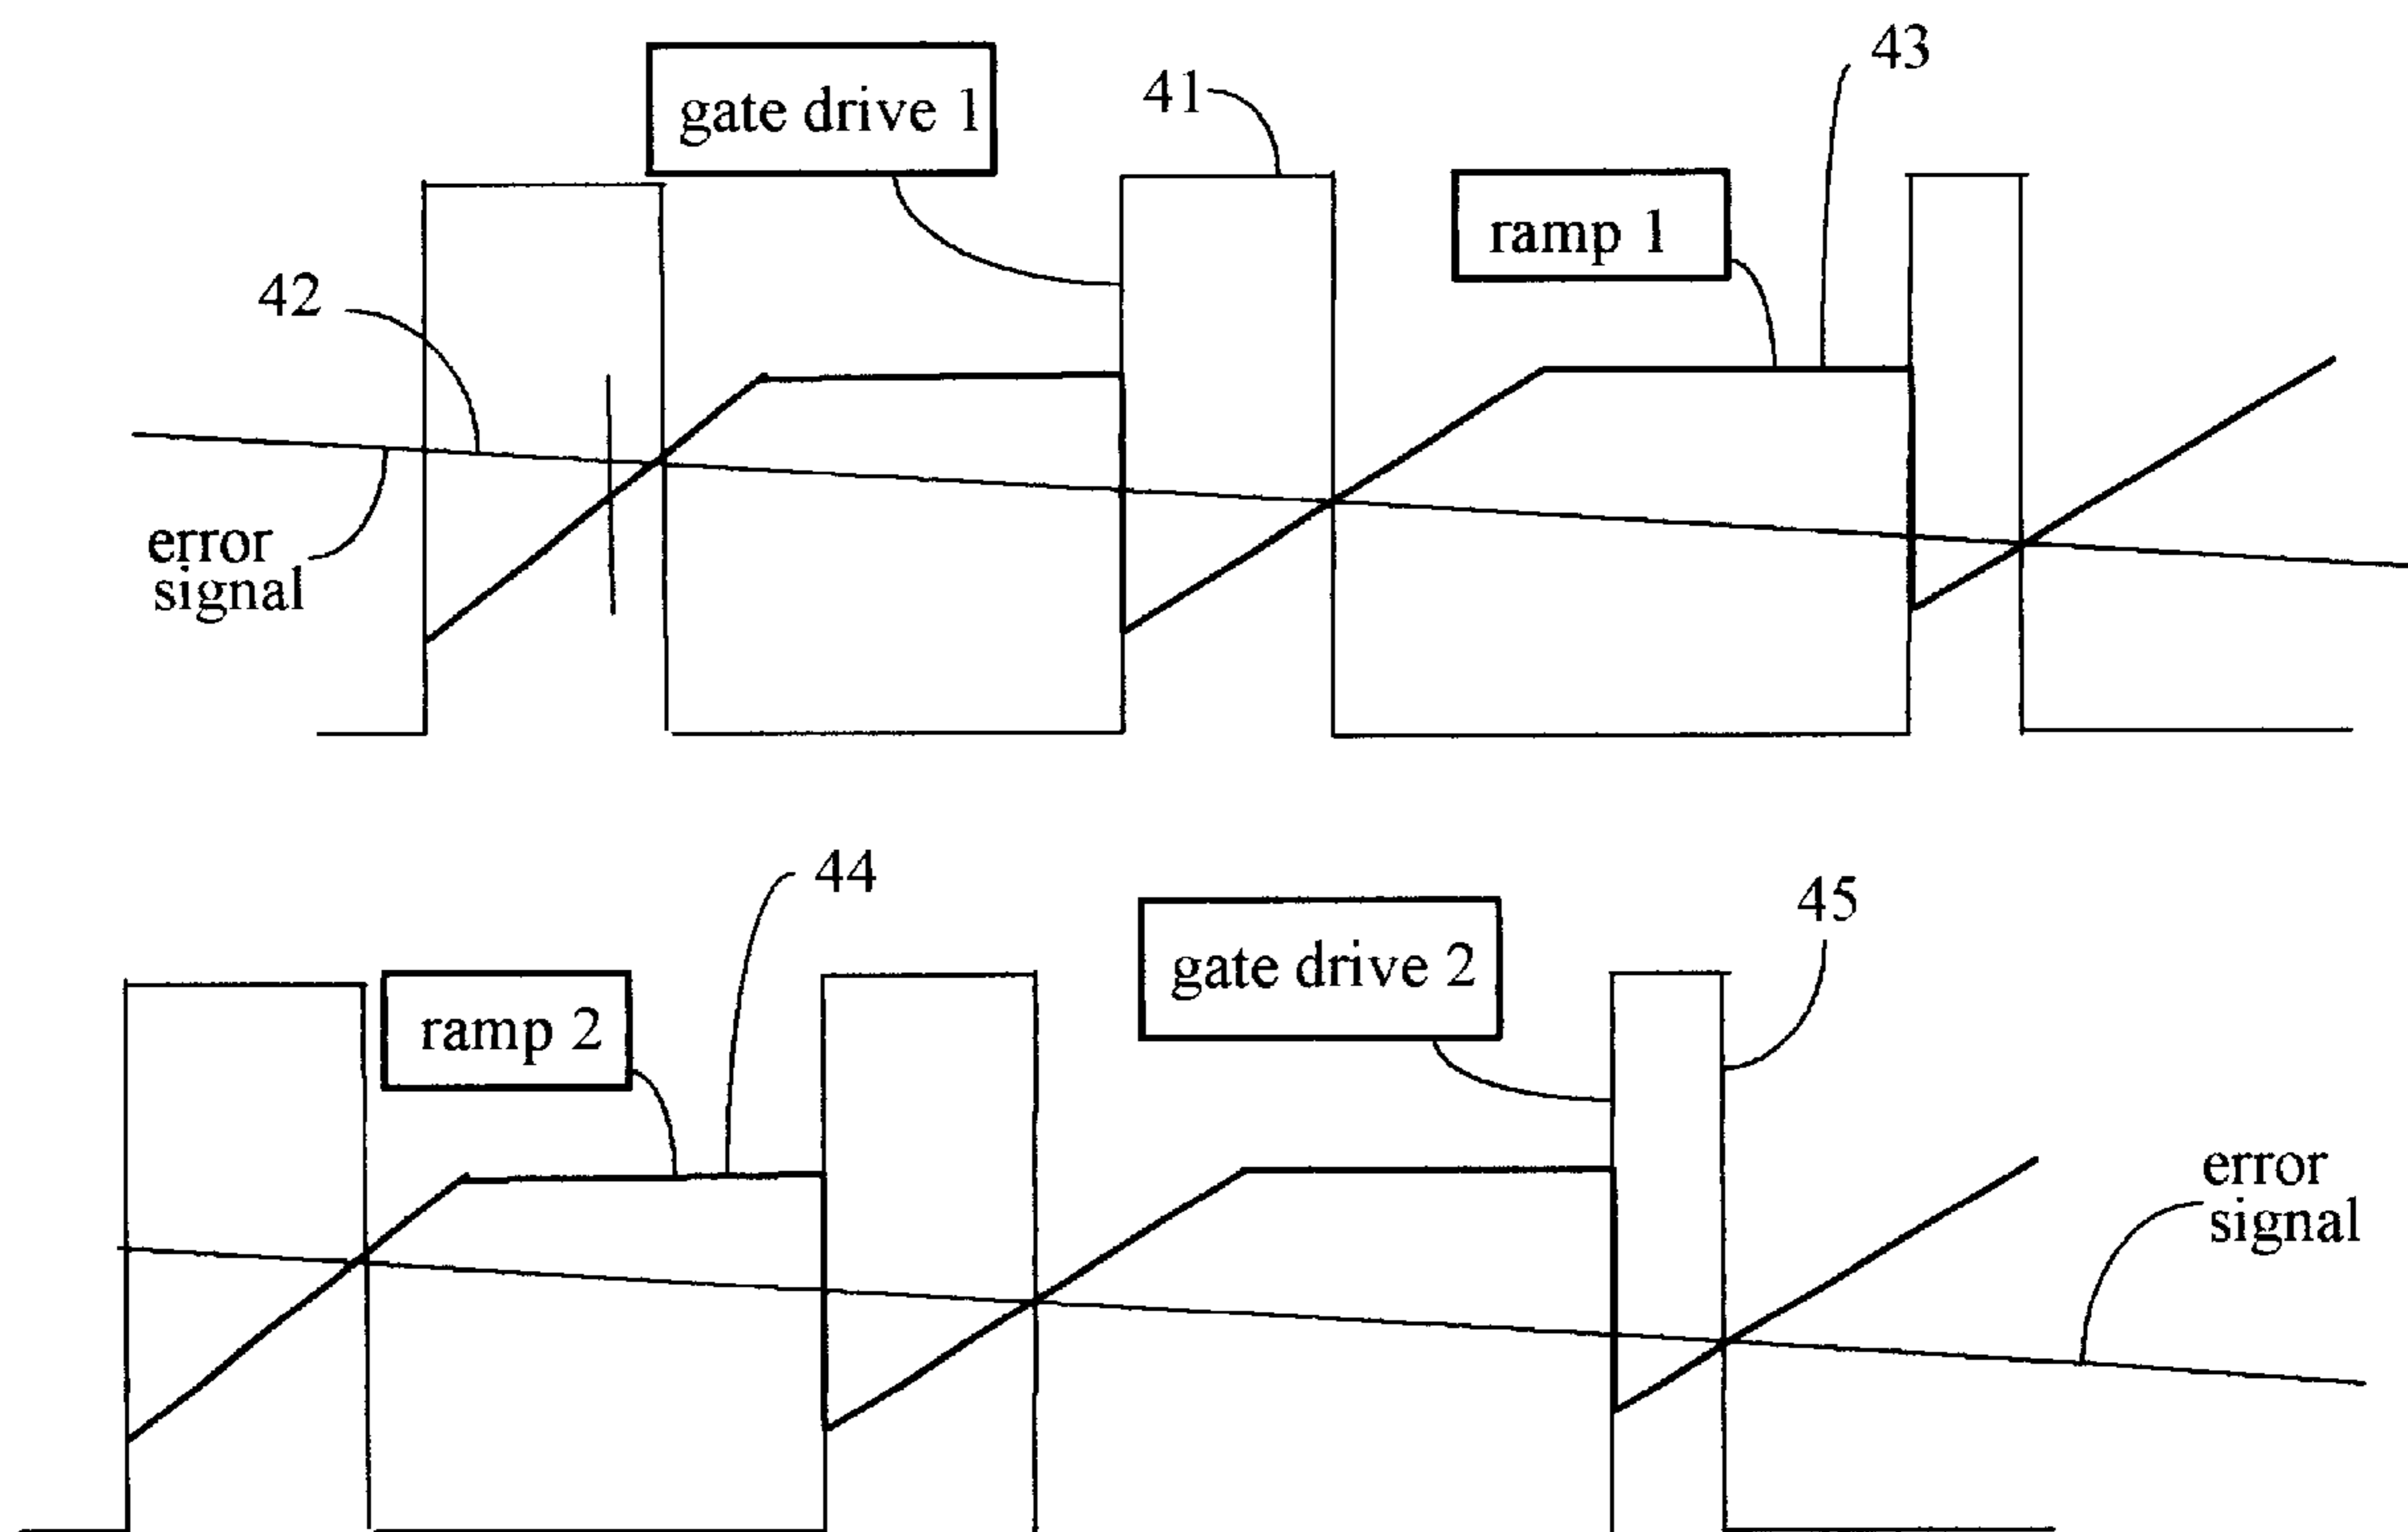 43
gate drive 1
41
ramp 1
42
error
signal
44
45
gate drive 2
ramp 2
error
signal